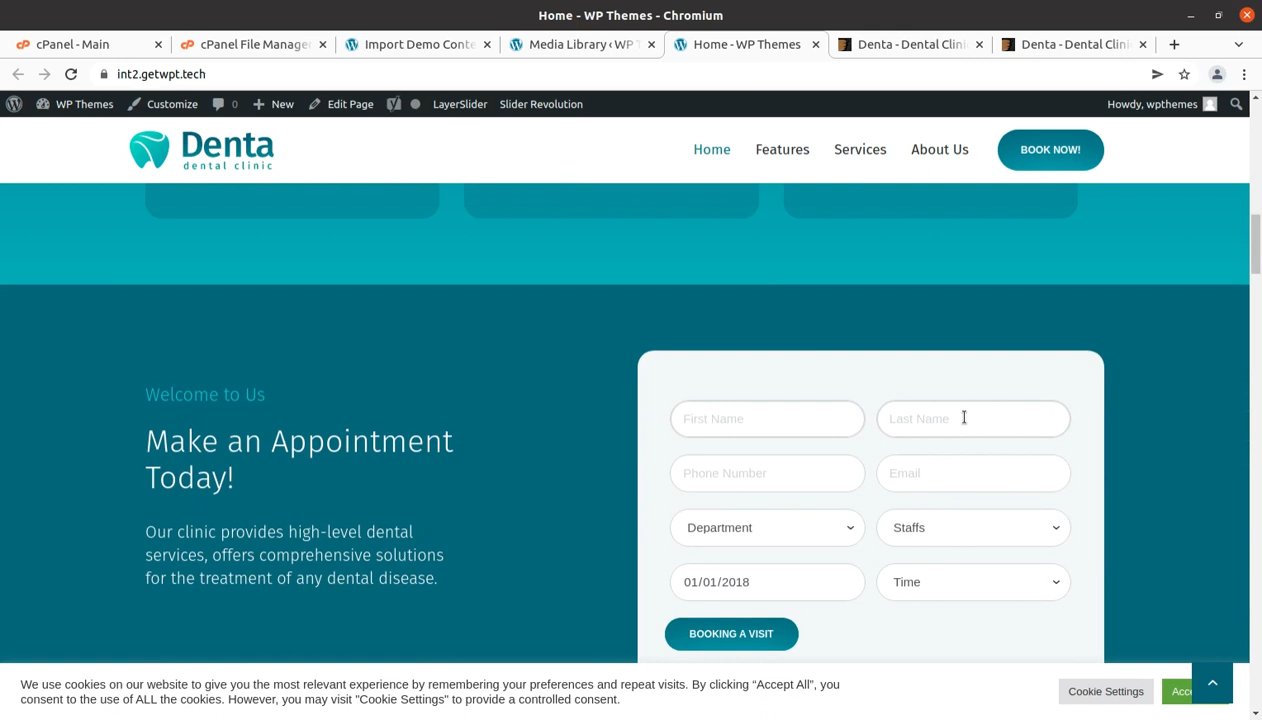 Home - WP Themes - Chromium
cPanel - Main
cPanel File Manager
Import Demo Conte
Media Library ‹ WP T
Home - WP Themes
Denta - Dental Clini
Denta - Dental Clini
int2.getwpt.tech
WP Themes
Customize
0
New
Edit Page
LayerSlider
Slider Revolution
Howdy, wpthemes
Denta
dental clinic
Home
Features
Services
About Us
BOOK NOW!
Welcome to Us
Make an Appointment
Today!
Our clinic provides high-level dental
services, offers comprehensive solutions
for the treatment of any dental disease.
First Name
Last Name
Phone Number
Email
Department
Staffs
01/01/2018
Time
BOOKING A VISIT
We use cookies on our website to give you the most relevant experience by remembering your preferences and repeat visits. By clicking “Accept All”, you
consent to the use of ALL the cookies. However, you may visit "Cookie Settings" to provide a controlled consent.
Cookie Settings